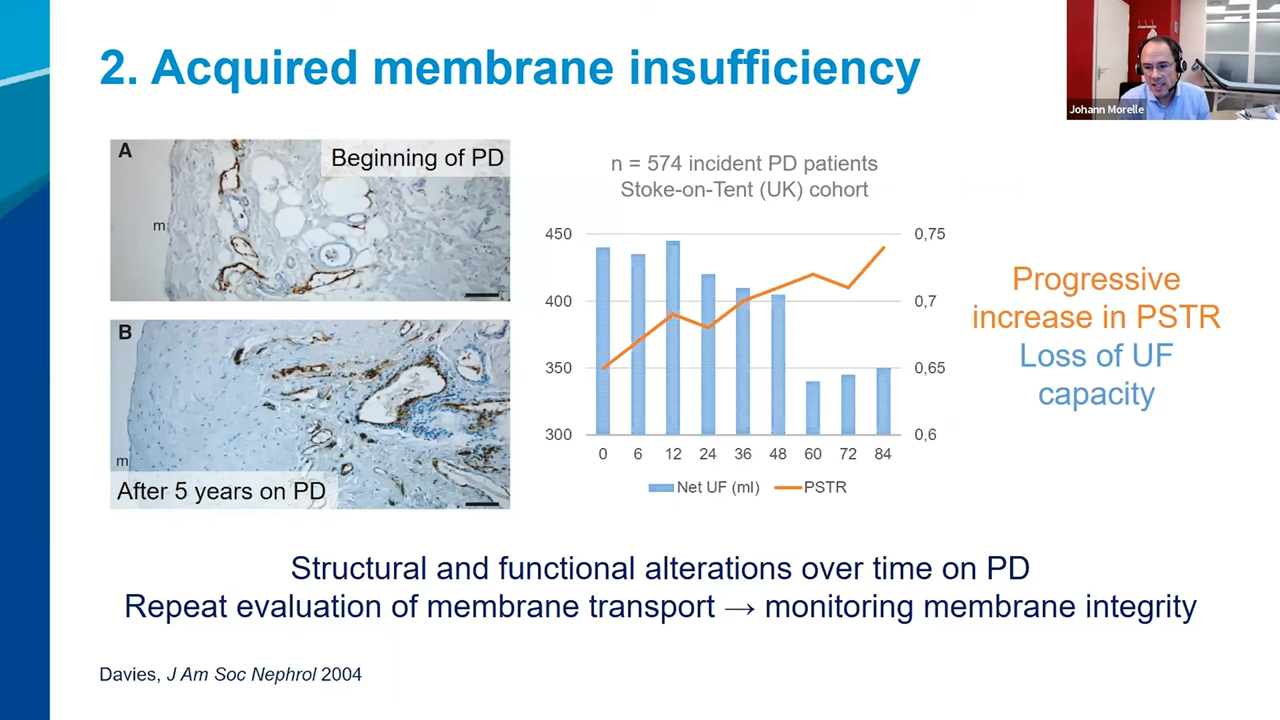 2. Acquired membrane insufficiency
Johann Morelle
A
Beginning of PD
m
B
m
After 5 years on PD
n = 574 incident PD patients
Stoke-on-Tent (UK) cohort
450
400
350
300
0,75
0,7
0,65
0,6
0 6 12 24 36 48 60 72 84
Net UF (ml) PSTR
Progressive
increase in PSTR
Loss of UF
capacity
Structural and functional alterations over time on PD
Repeat evaluation of membrane transport → monitoring membrane integrity
Davies, J Am Soc Nephrol 2004